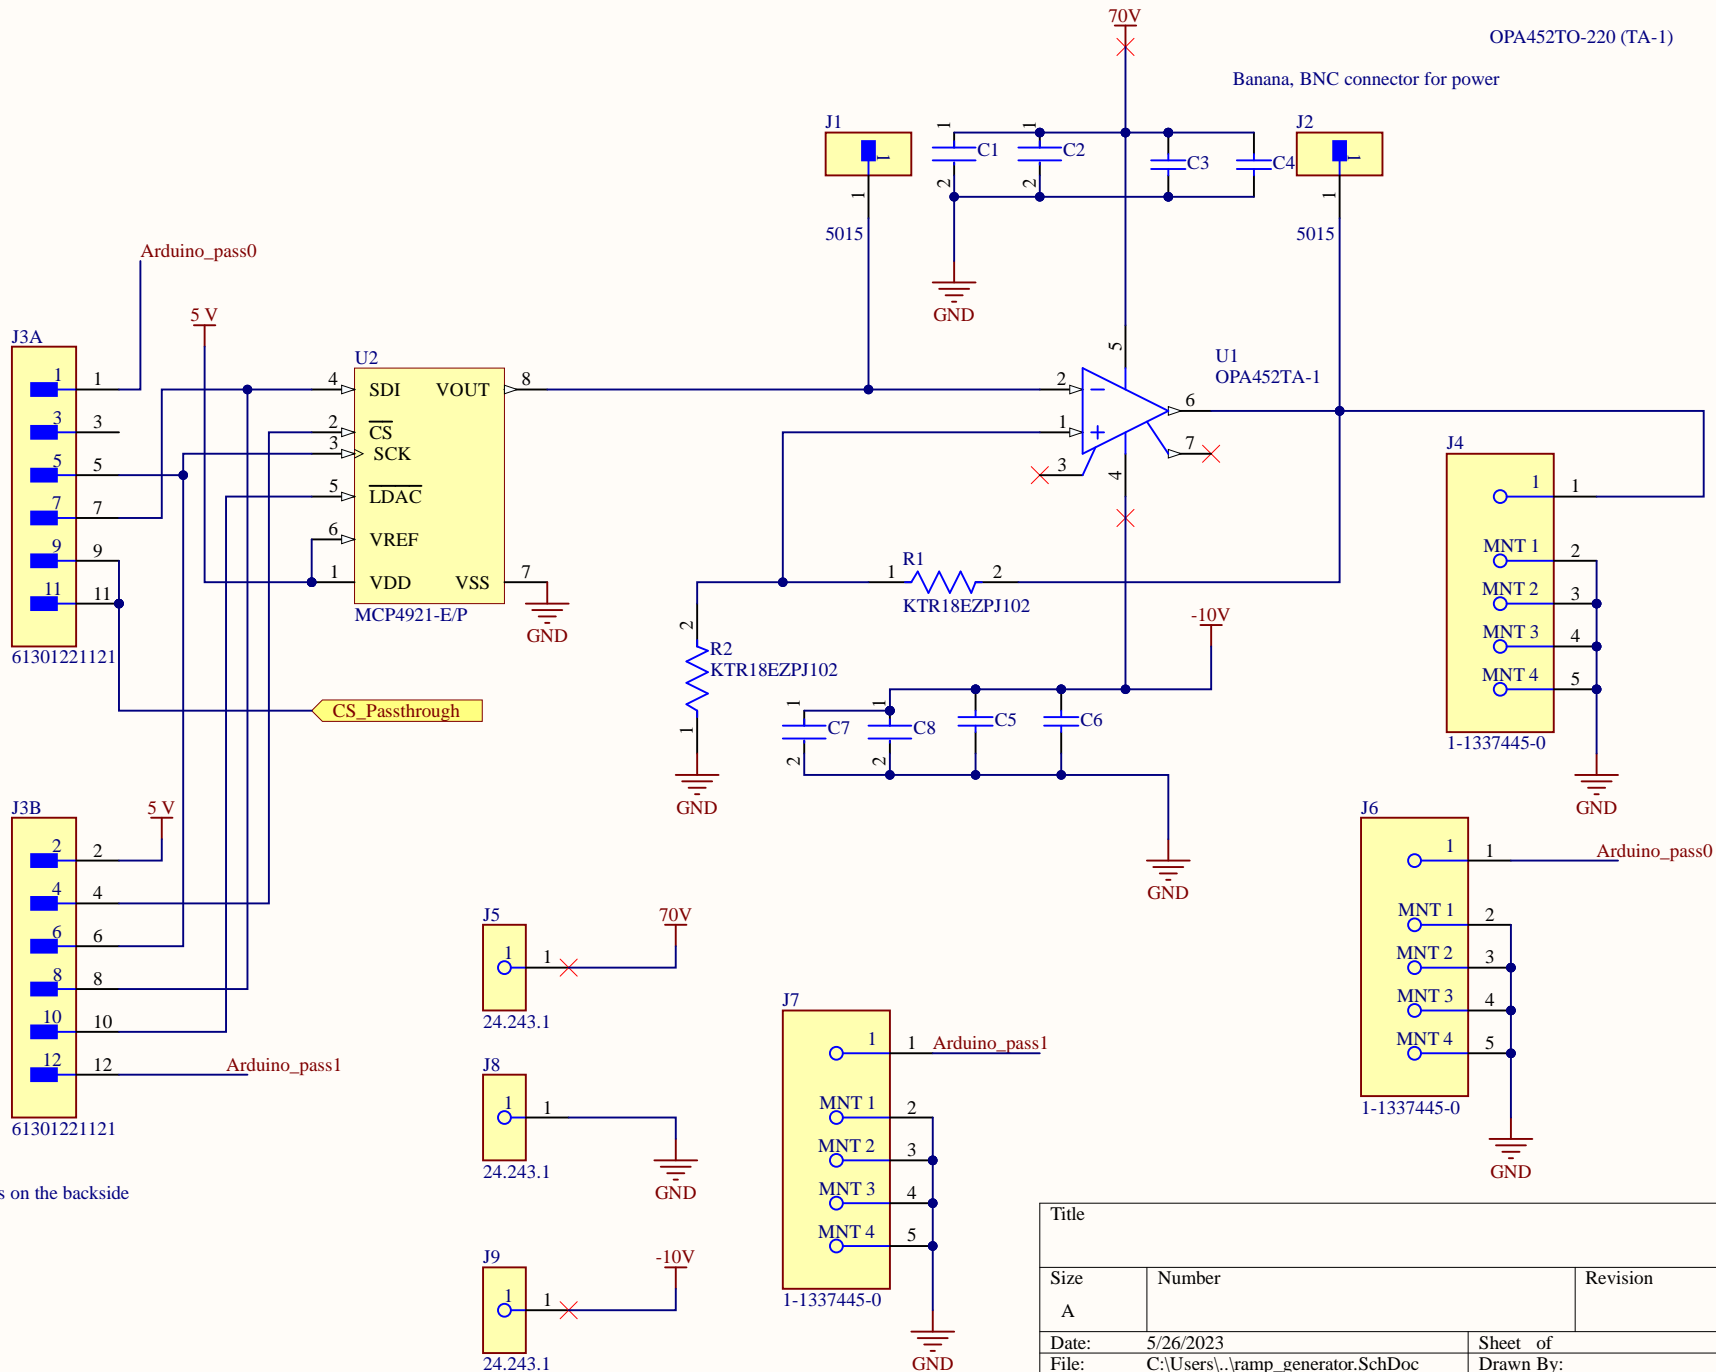 70V
OPA452TO-220 (TA-1)
Banana, BNC connector for power
J1
1
1
5015
1
2
C1
1
2
C2
C3
C4
J2
1
1
5015
GND
Arduino_pass0
5 V
J3A
1 1
3 3
5 5
7 7
9 9
11 11
61301221121
U2
4 SDI VOUT 8
2 CS
3 SCK
5 LDAC
6 VREF
1 VDD VSS 7
MCP4921-E/P
GND
5
U1
OPA452TA-1
2
1
3
6
7
4
R1
1 2
KTR18EZPJ102
2
R2
KTR18EZPJ102
1
GND
-10V
1
C7
2
1
C8
2
C5
C6
GND
CS_Passthrough
J4
1 1
MNT 1 2
MNT 2 3
MNT 3 4
MNT 4 5
1-1337445-0
GND
J3B
5 V
2 2
4 4
6 6
8 8
10 10
12 12
Arduino_pass1
61301221121
J6
1 1
Arduino_pass0
MNT 1 2
MNT 2 3
MNT 3 4
MNT 4 5
1-1337445-0
GND
J5
70V
1 1
24.243.1
J8
1 1
24.243.1
GND
J9
-10V
1 1
24.243.1
J7
1 1
Arduino_pass1
MNT 1 2
MNT 2 3
MNT 3 4
MNT 4 5
1-1337445-0
GND
s on the backside
Title
Size Number Revision
A
Date: 5/26/2023 Sheet of
File: C:\Users\..\ramp_generator.SchDoc Drawn By: